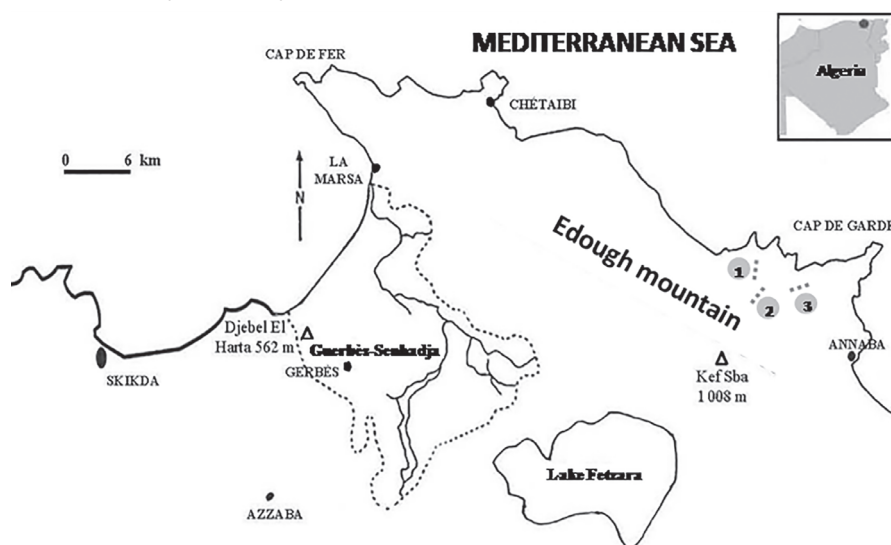 CAP DE FER
MEDITERRANEAN SEA
Algeria
CHÉTAIBI
0 6 km
LA
MARSA
N
CAP DE GARDE
Edough mountain
1
2
3
Djebel El
Harta 562 m
Guerbès-Senhadja
GERBÈS
SKIKDA
ANNABA
Kef Sba
1 008 m
Lake Fetzara
AZZABA